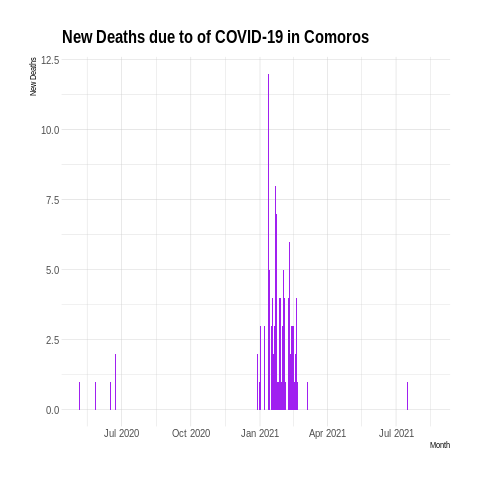 New Deaths due to of COVID-19 in Comoros
New Deaths
12.5
10.0
7.5
5.0
2.5
0.0
Jul 2020 Oct 2020 Jan 2021 Apr 2021 Jul 2021
Month